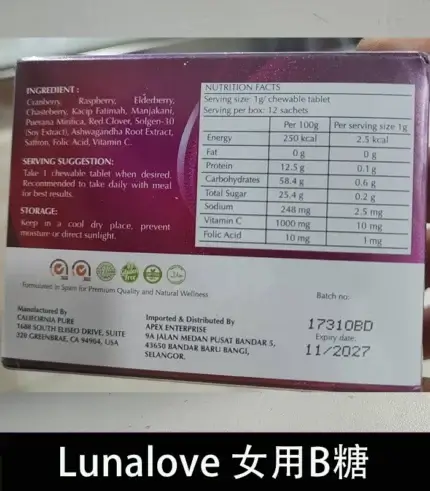 INGREDIENT :
Cranberry, Raspberry, Elderberry,
Chasteberry, Kacip Fatimah, Manjakani,
Pueraria Mirifica, Red Clover, Solgen-10
(Soy Extract), Ashwagandha Root Extract,
Saffron, Folic Acid, Vitamin C.
SERVING SUGGESTION:
Take 1 chewable tablet when desired.
Recommended to take daily with meal
for best results.
STORAGE:
Keep in a cool dry place, prevent
moisture or direct sunlight.
NUTRITION FACTS
Serving size: 1g/ chewable tablet
Serving per box: 12 sachets
Per 100g Per serving size 1g
Energy 250 kcal 2.5 kcal
Fat 0 g 0 g
Protein 12.5 g 0.1 g
Carbohydrates 58.4 g 0.6 g
Total Sugar 25.4 g 0.2 g
Sodium 248 mg 2.5 mg
Vitamin C 1000 mg 10 mg
Folic Acid 10 mg 1 mg
Formulated in Spain for Premium Quality and Natural Wellness
Manufactured By
CALIFORNIA PURE
1688 SOUTH ELISEO DRIVE, SUITE
220 GREENBRAE, CA 94904, USA
Imported & Distributed By
APEX ENTERPRISE
9A JALAN MEDAN PUSAT BANDAR 5,
43650 BANDAR BARU BANGI,
SELANGOR.
Batch no:
17310BD
Expiry date:
11/2027
Lunalove 女用B糖